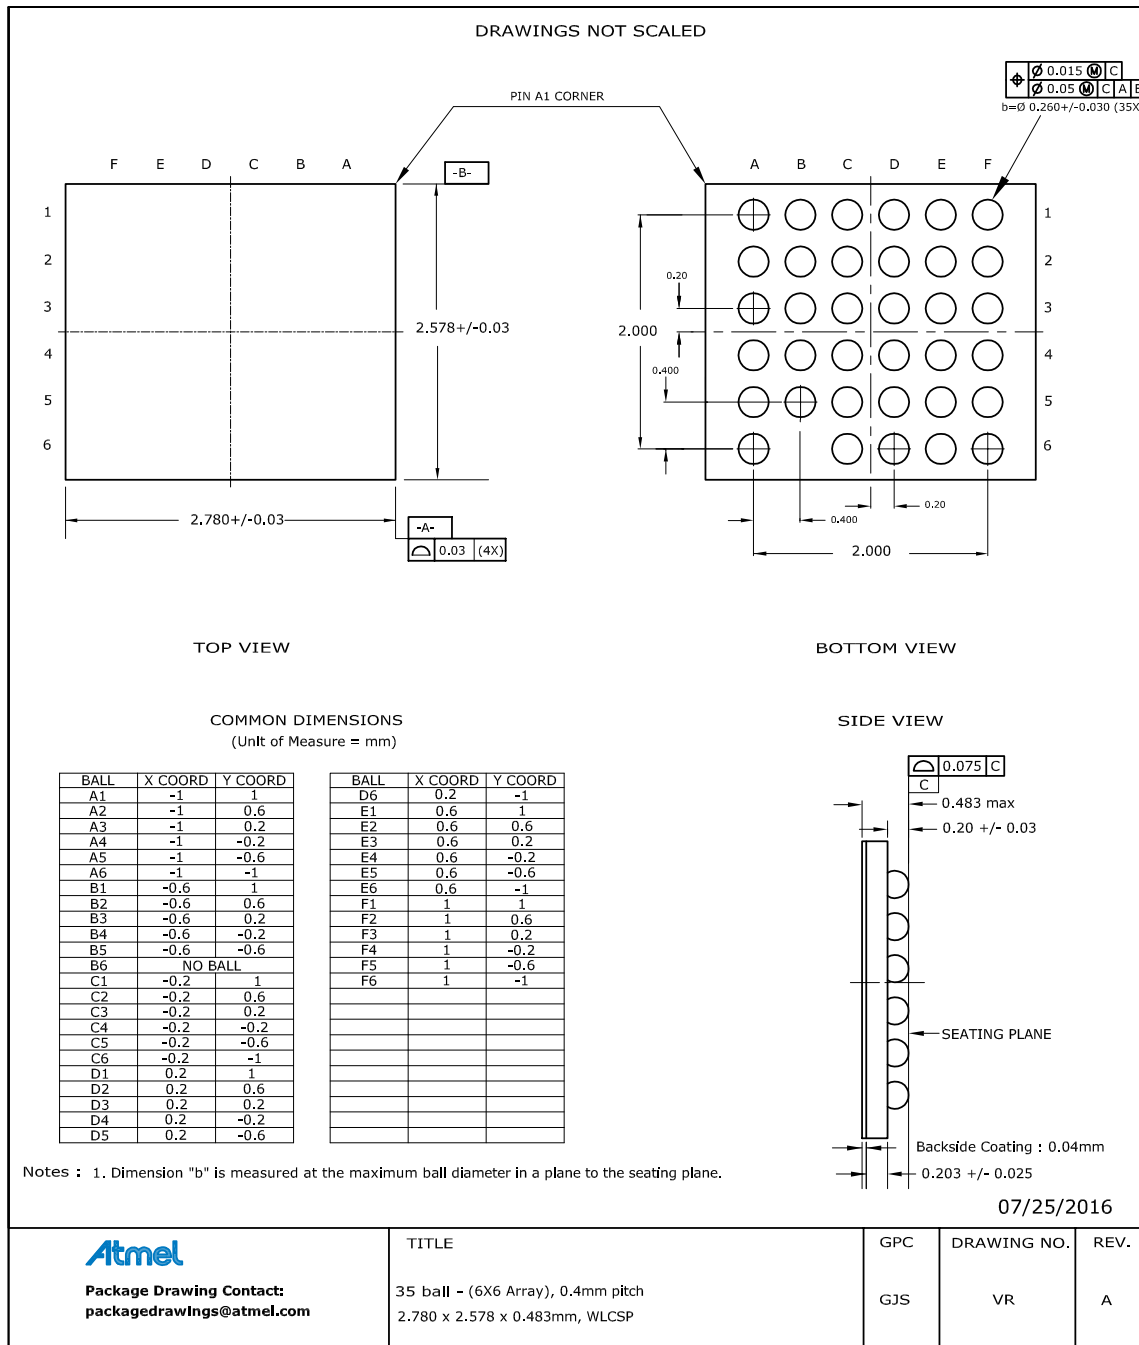 DRAWINGS NOT SCALED
PIN A1 CORNER
Ø 0.015 Ⓜ C
Ø 0.05 Ⓜ C A B
b=Ø 0.260+/-0.030 (35X
F E D C B A
-B-
A B C D E F
1
2
3
4
5
6
2.578+/-0.03
2.780+/-0.03
-A-
0.03 (4X)
0.20
2.000
0.400
1
2
3
4
5
6
0.20
0.400
2.000
TOP VIEW
BOTTOM VIEW
COMMON DIMENSIONS
(Unit of Measure = mm)
BALL X COORD Y COORD
A1 -1 1
A2 -1 0.6
A3 -1 0.2
A4 -1 -0.2
A5 -1 -0.6
A6 -1 -1
B1 -0.6 1
B2 -0.6 0.6
B3 -0.6 0.2
B4 -0.6 -0.2
B5 -0.6 -0.6
B6 NO BALL
C1 -0.2 1
C2 -0.2 0.6
C3 -0.2 0.2
C4 -0.2 -0.2
C5 -0.2 -0.6
C6 -0.2 -1
D1 0.2 1
D2 0.2 0.6
D3 0.2 0.2
D4 0.2 -0.2
D5 0.2 -0.6
BALL X COORD Y COORD
D6 0.2 -1
E1 0.6 1
E2 0.6 0.6
E3 0.6 0.2
E4 0.6 -0.2
E5 0.6 -0.6
E6 0.6 -1
F1 1 1
F2 1 0.6
F3 1 0.2
F4 1 -0.2
F5 1 -0.6
F6 1 -1
SIDE VIEW
0.075 C
C
0.483 max
0.20 +/- 0.03
SEATING PLANE
Backside Coating : 0.04mm
0.203 +/- 0.025
Notes : 1. Dimension "b" is measured at the maximum ball diameter in a plane to the seating plane.
07/25/2016
Atmel
Package Drawing Contact:
packagedrawings@atmel.com
TITLE
35 ball - (6X6 Array), 0.4mm pitch
2.780 x 2.578 x 0.483mm, WLCSP
GPC
GJS
DRAWING NO.
VR
REV.
A